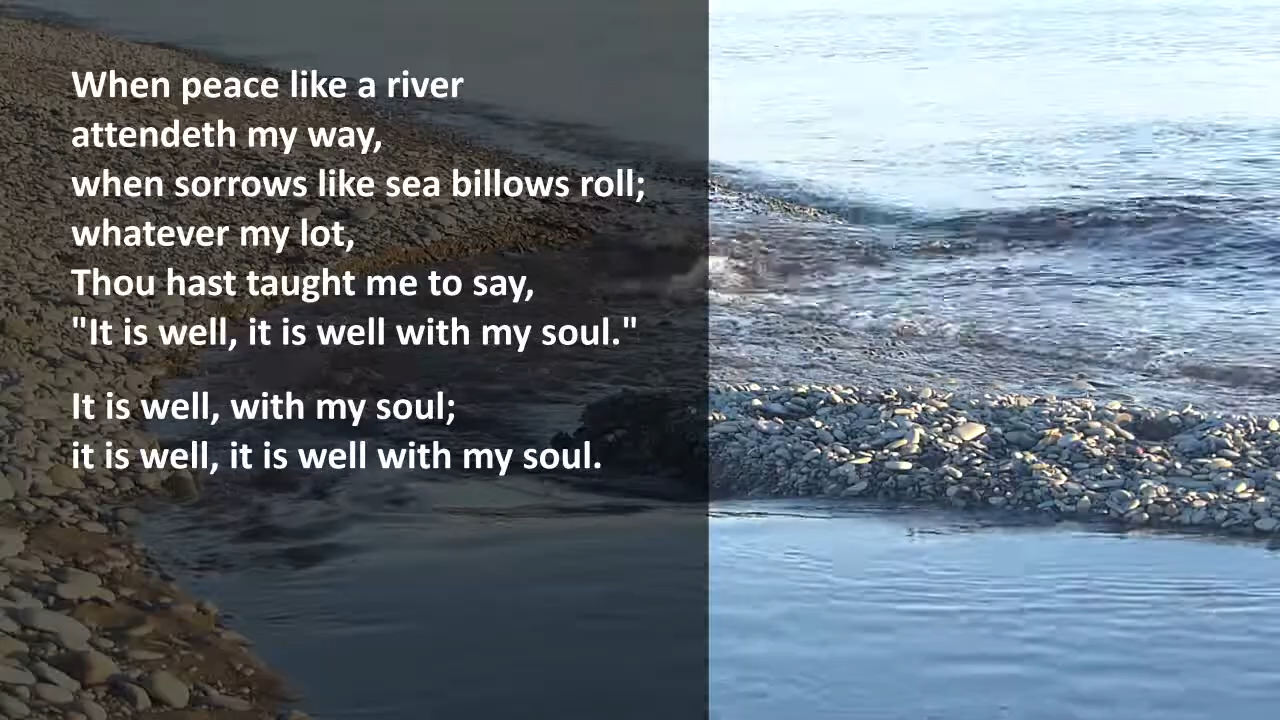 When peace like a river
attendeth my way,
when sorrows like sea billows roll;
whatever my lot,
Thou hast taught me to say,
"It is well, it is well with my soul."
It is well, with my soul;
it is well, it is well with my soul.